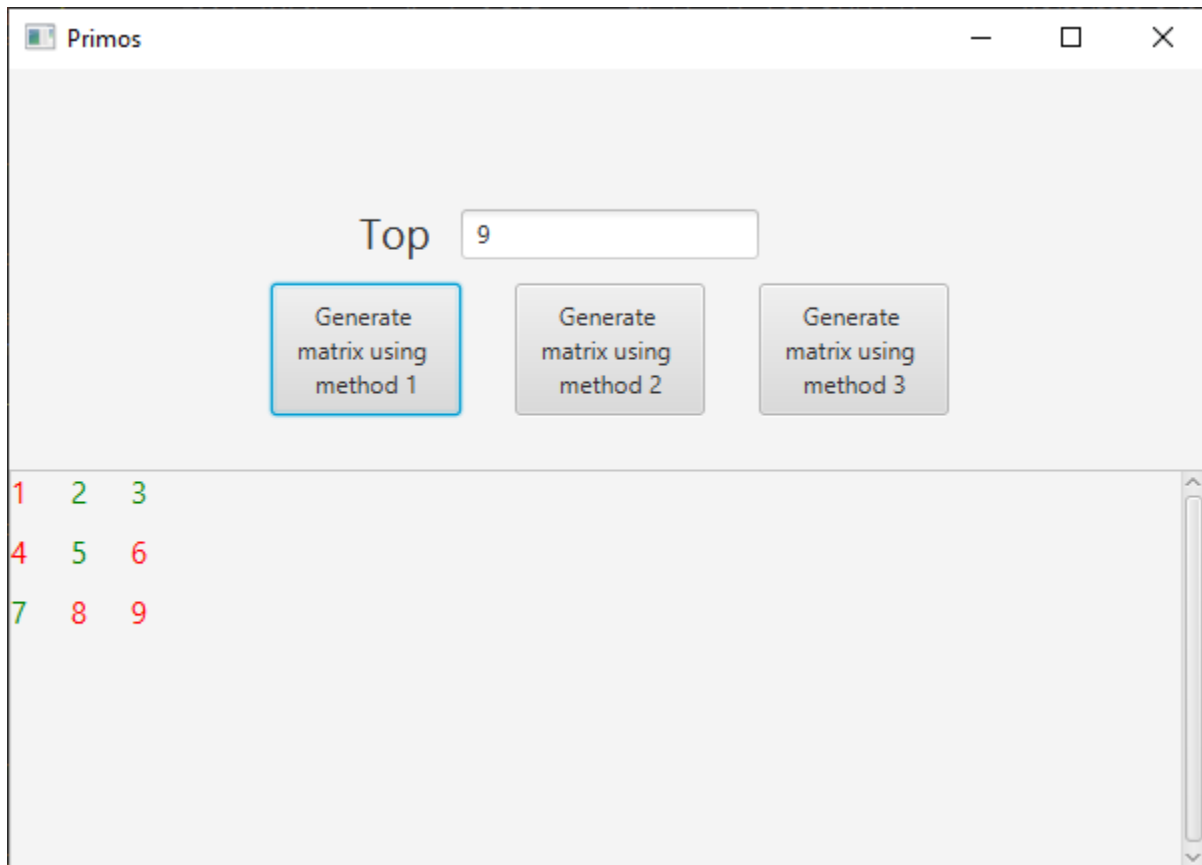 Primos
Top 9
Generate
matrix using
method 1
Generate
matrix using
method 2
Generate
matrix using
method 3
1 2 3
4 5 6
7 8 9